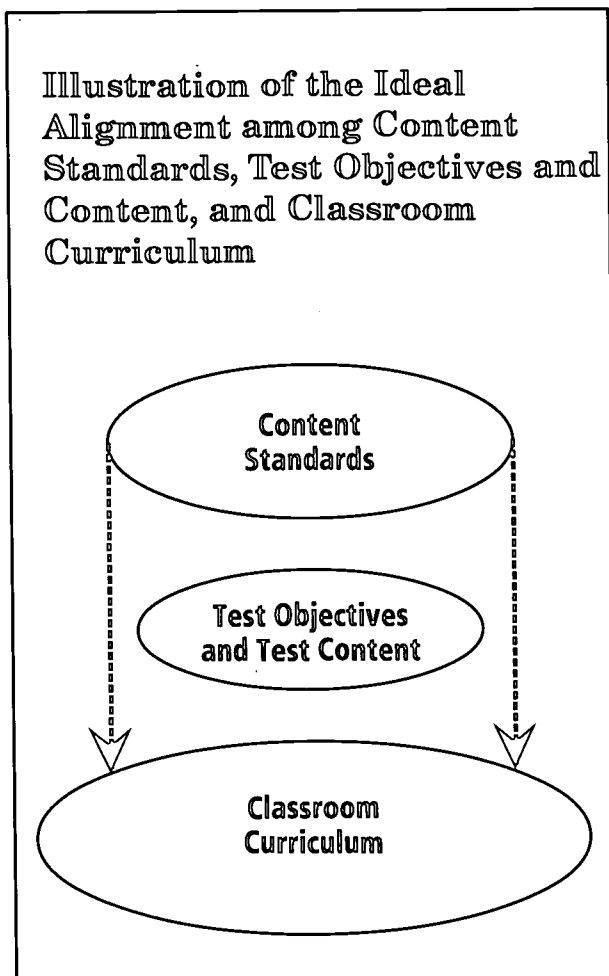 Illustration of the Ideal
Alignment among Content
Standards, Test Objectives and
Content, and Classroom
Curriculum
Content
Standards
Test Objectives
and Test Content
Classroom
Curriculum